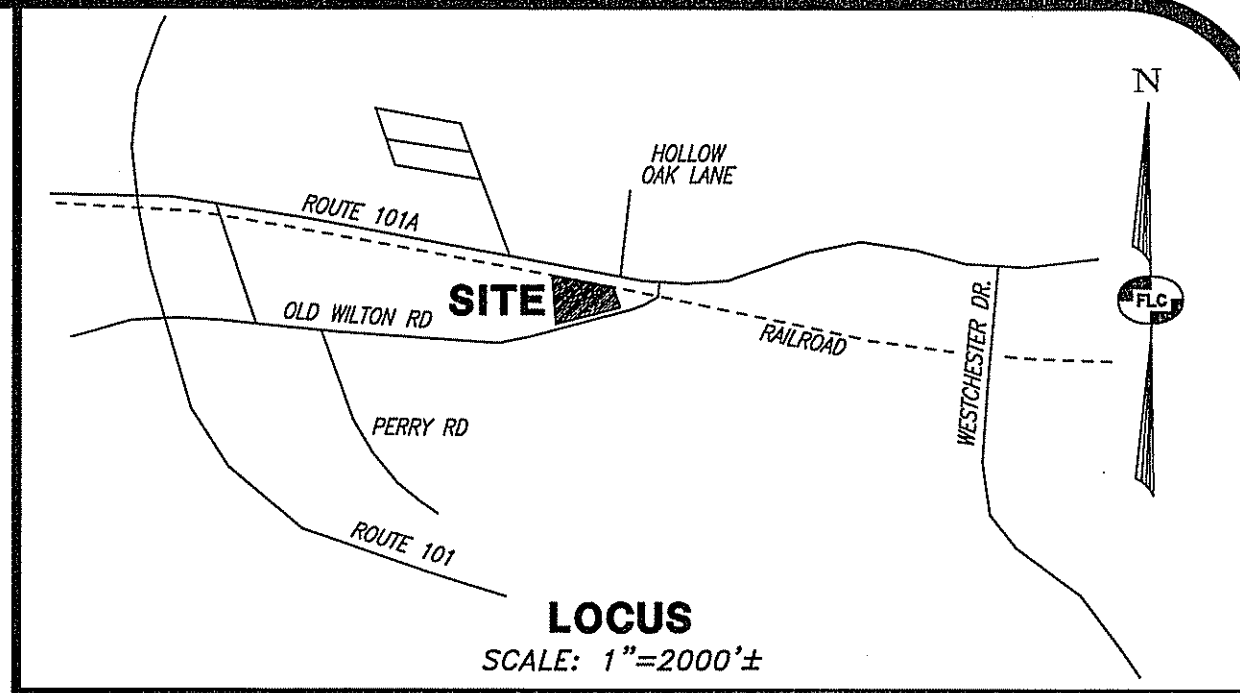 N
HOLLOW
OAK LANE
ROUTE 101A
SITE
FLC
OLD WILTON RD
RAILROAD
WESTCHESTER DR.
PERRY RD
ROUTE 101
LOCUS
SCALE: 1"=2000'±